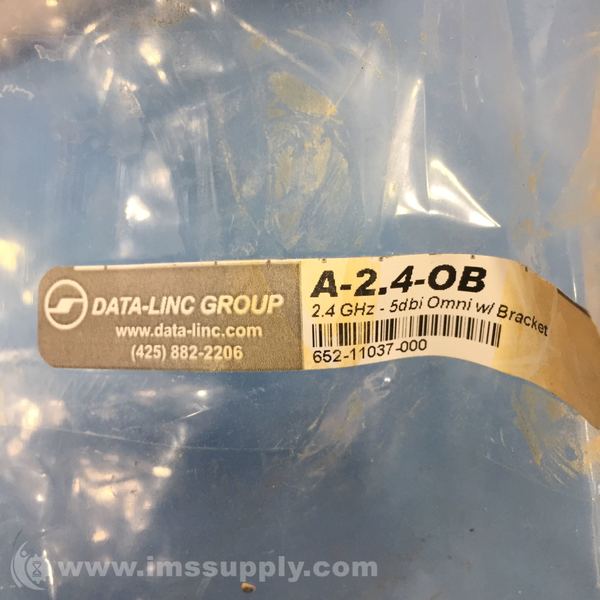 DATA-LINC GROUP
www.data-linc.com
(425) 882-2206
A-2.4-OB
2.4 GHz - 5dbi Omni w/ Bracket
652-11037-000
www.imssupply.com